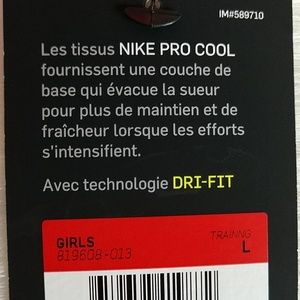 IM#589710
Les tissus NIKE PRO COOL
fournissent une couche de
base qui évacue la sueur
pour plus de maintien et de
fraîcheur lorsque les efforts
s'intensifient.
Avec technologie DRI-FIT
GIRLS TRAINNG
819608-013 L